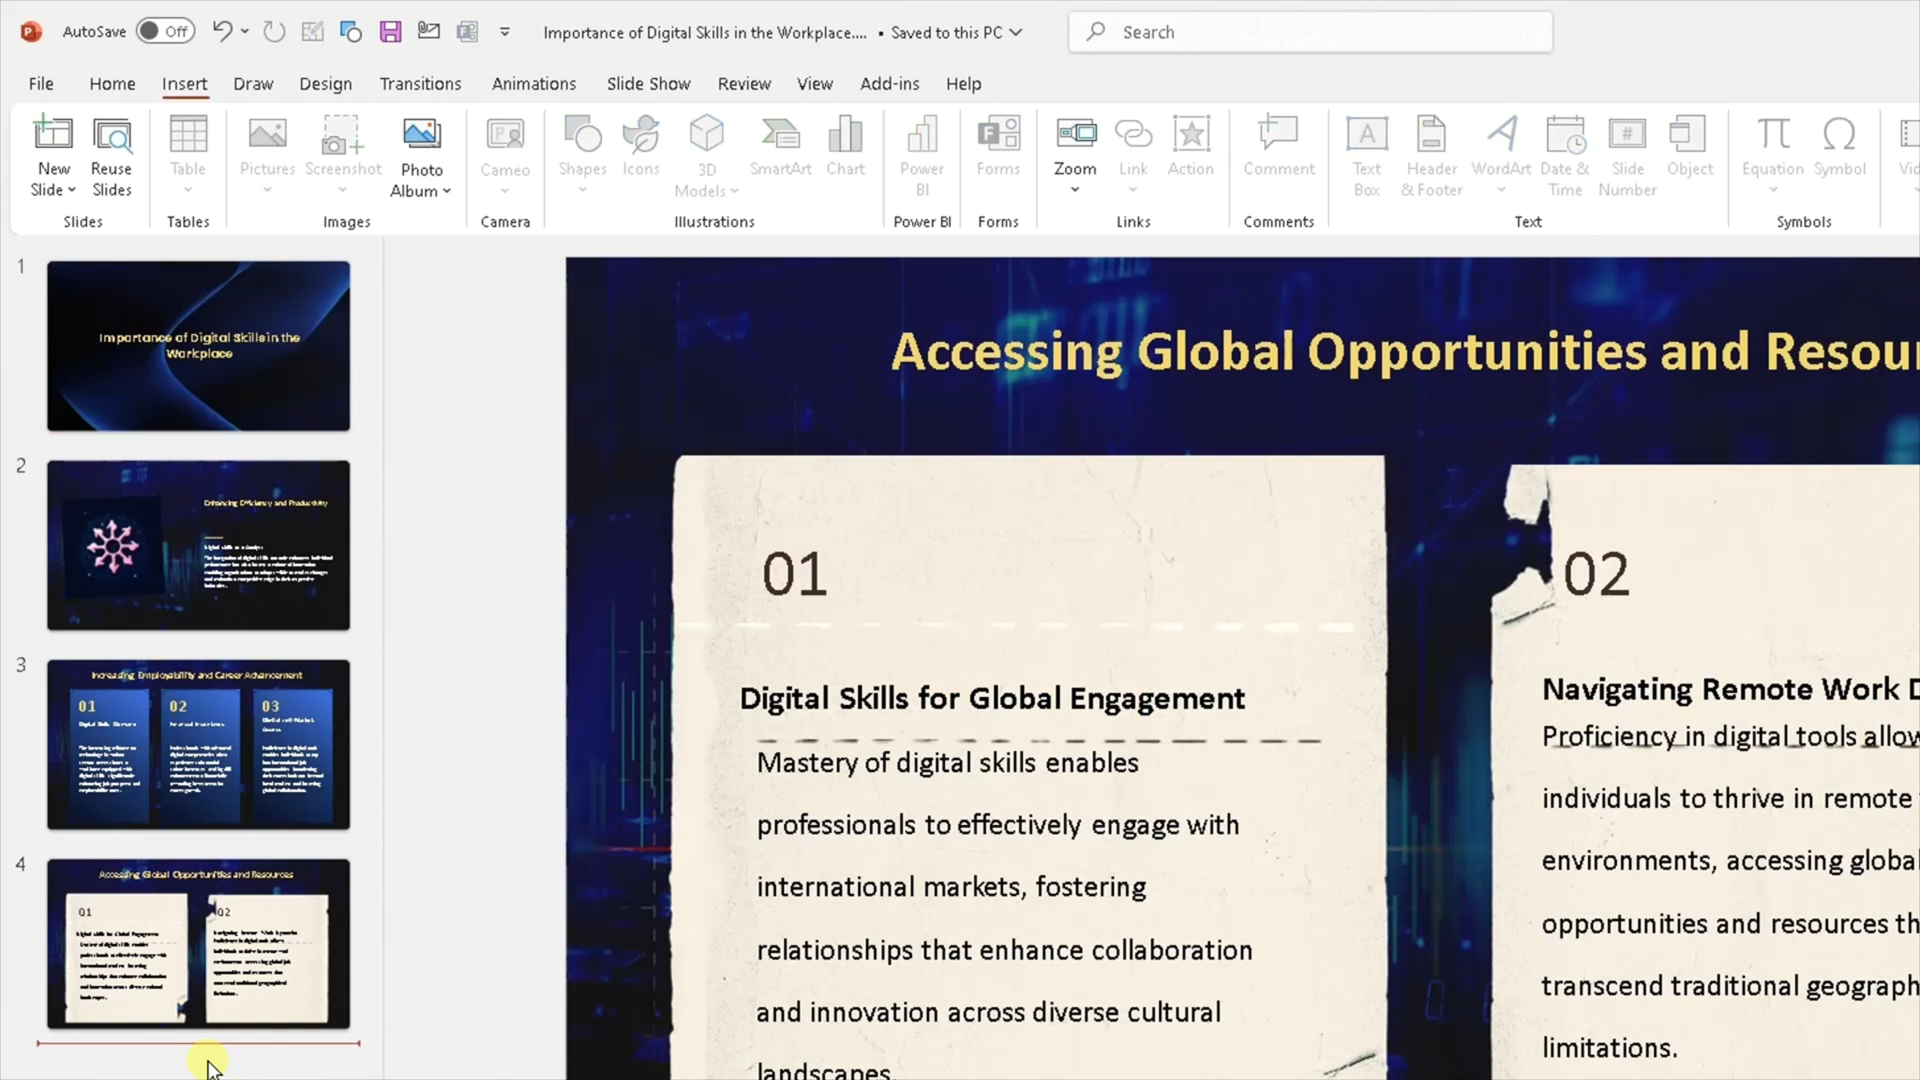 AutoSave Off
Importance of Digital Skills in the Workplace.... • Saved to this PC
Search
File Home Insert Draw Design Transitions Animations Slide Show Review View Add-ins Help
New Slide
Reuse Slides
Table
Pictures
Screenshot
Photo Album
Cameo
Shapes
Icons
3D Models
SmartArt
Chart
Power BI
Forms
Zoom
Link
Action
Comment
Text Box
Header & Footer
WordArt
Date & Time
Slide Number
Object
Equation
Symbol
Slides Tables Images Camera Illustrations Power BI Forms Links Comments Text Symbols
1
Importance of Digital Skills in the
Workplace
2
Enhancing Efficiency and Productivity
3
Increasing Employability and Career Advancement
01 02 03
4
Accessing Global Opportunities and Resources
01 02
Digital Skills for Global Engagement
Accessing Global Opportunities and Resour
01
Digital Skills for Global Engagement
Mastery of digital skills enables
professionals to effectively engage with
international markets, fostering
relationships that enhance collaboration
and innovation across diverse cultural
landscapes.
02
Navigating Remote Work D
Proficiency in digital tools allow
individuals to thrive in remote
environments, accessing global
opportunities and resources th
transcend traditional geograph
limitations.